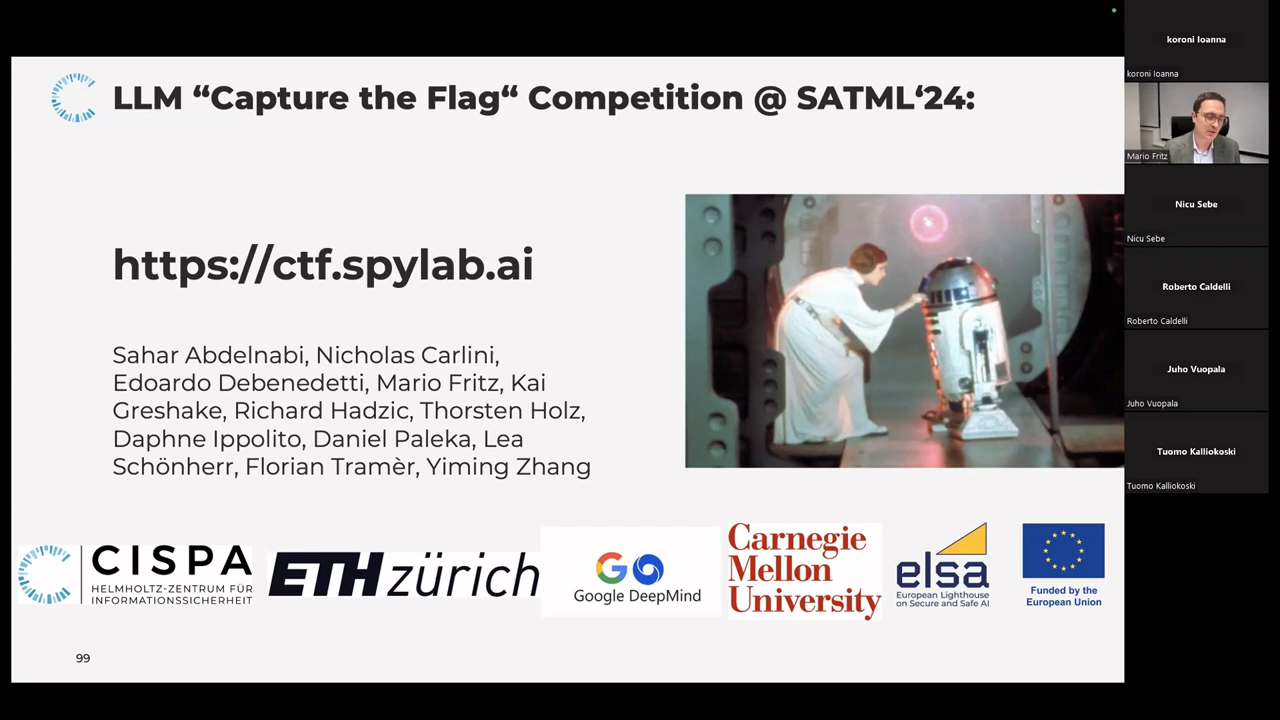 LLM “Capture the Flag“ Competition @ SATML‘24:
https://ctf.spylab.ai
Sahar Abdelnabi, Nicholas Carlini,
Edoardo Debenedetti, Mario Fritz, Kai
Greshake, Richard Hadzic, Thorsten Holz,
Daphne Ippolito, Daniel Paleka, Lea
Schönherr, Florian Tramèr, Yiming Zhang
CISPA
HELMHOLTZ-ZENTRUM FÜR
INFORMATIONSSICHERHEIT
ETH zürich
Google DeepMind
Carnegie
Mellon
University
elsa
European Lighthouse
on Secure and Safe AI
Funded by the
European Union
99
koroni Ioanna
koroni Ioanna
Mario Fritz
Nicu Sebe
Nicu Sebe
Roberto Caldelli
Roberto Caldelli
Juho Vuopala
Juho Vuopala
Tuomo Kalliokoski
Tuomo Kalliokoski